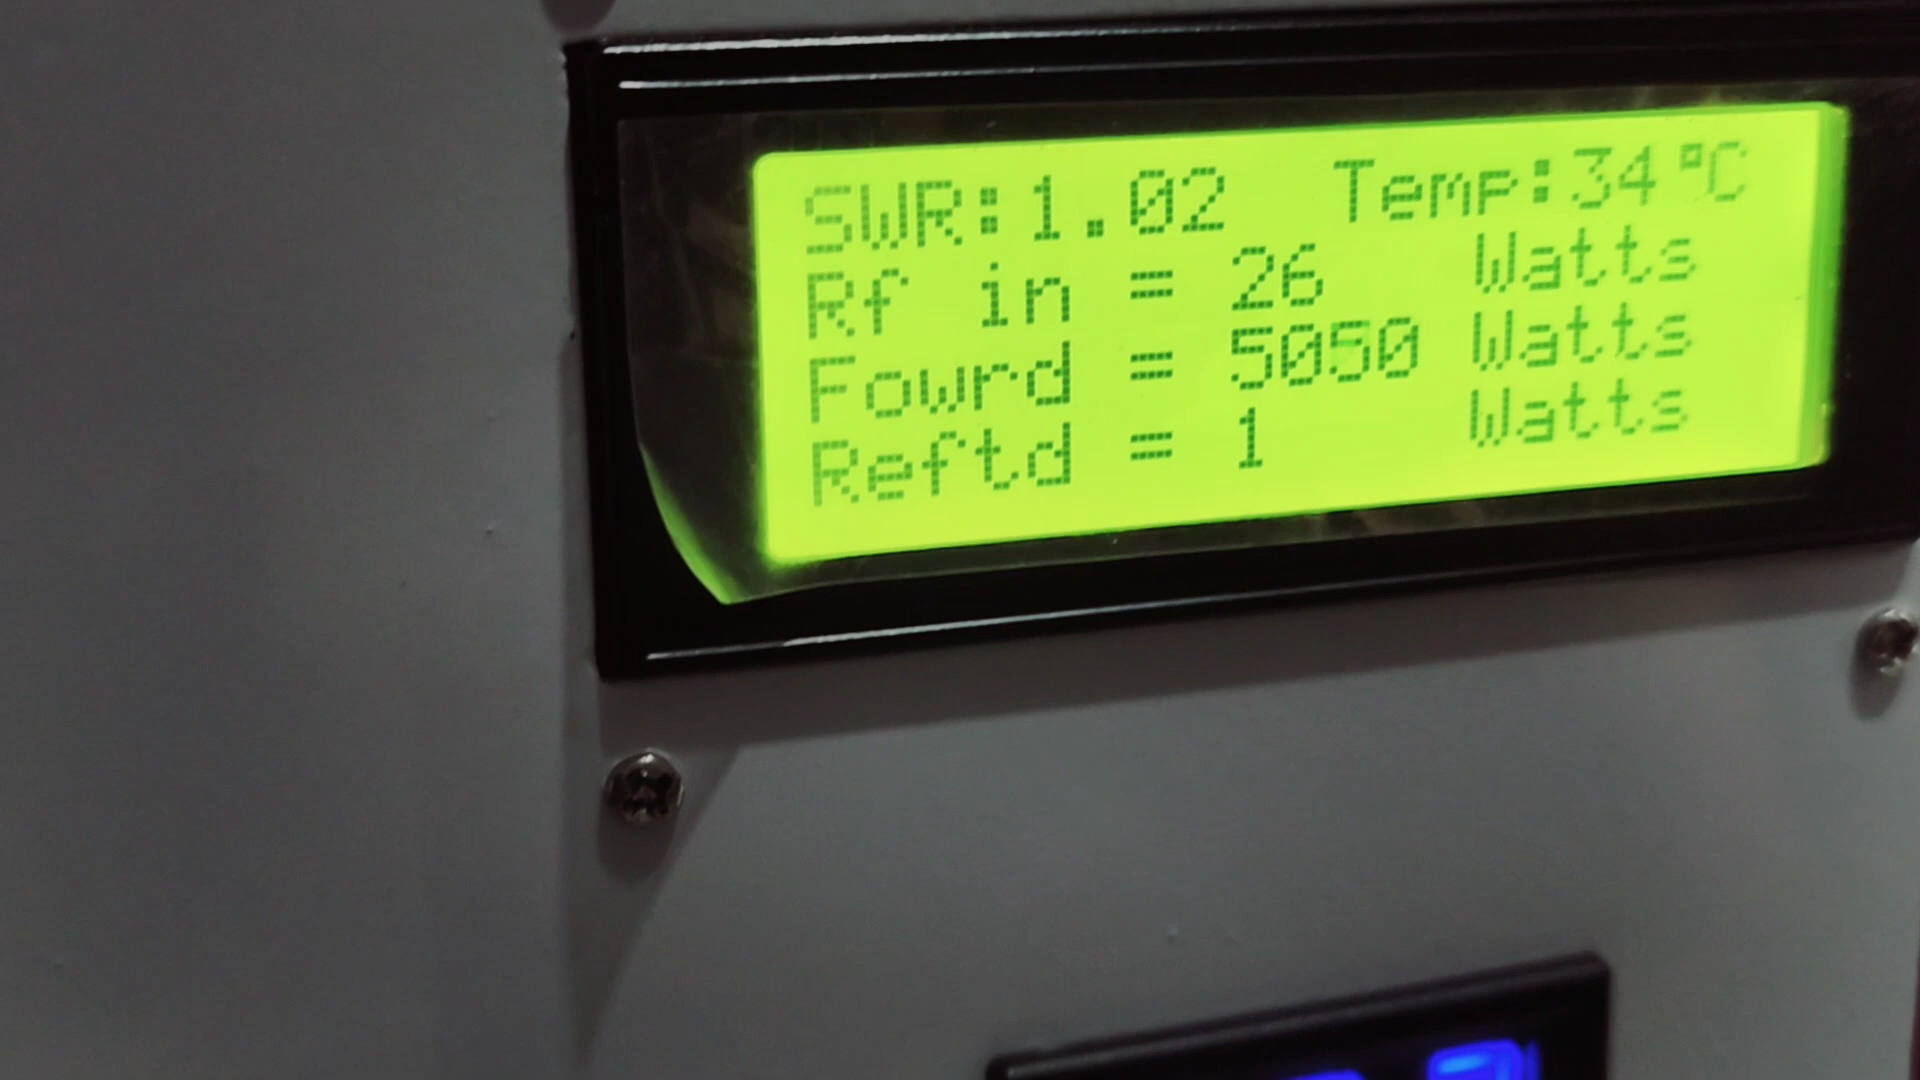 SWR:1.02 Temp:34°C
Rf in = 26 Watts
Fowrd = 5050 Watts
Reftd = 1 Watts